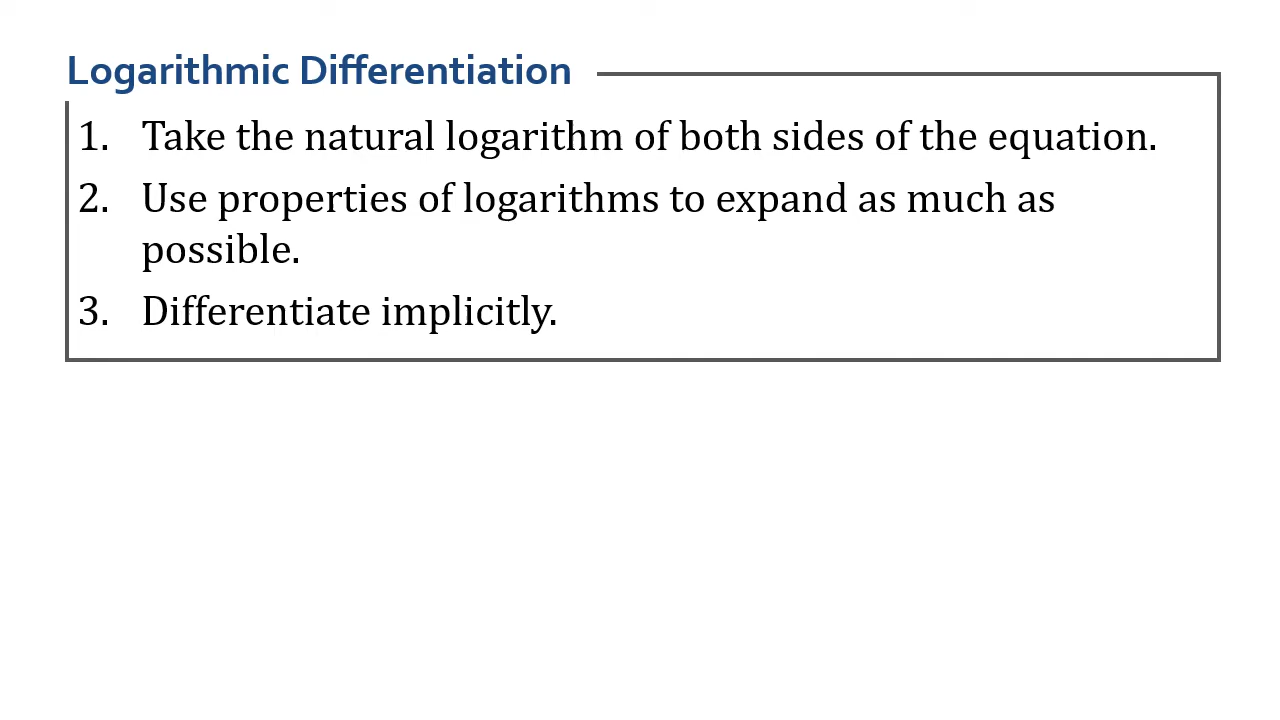 Logarithmic Differentiation
1. Take the natural logarithm of both sides of the equation.
2. Use properties of logarithms to expand as much as
possible.
3. Differentiate implicitly.